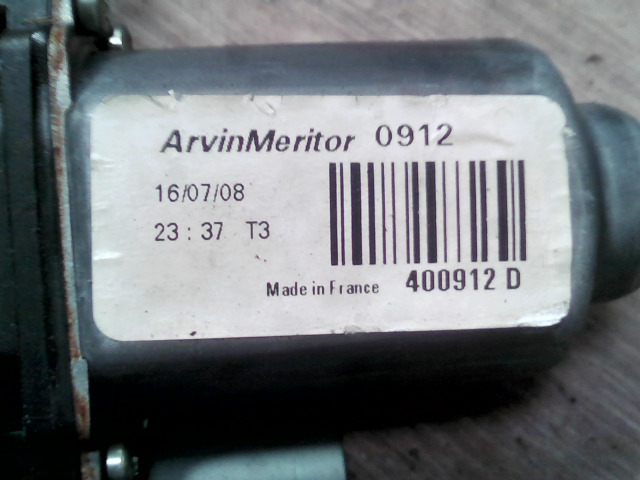 ArvinMeritor 0912
16/07/08
23 : 37 T3
Made in France 400912 D